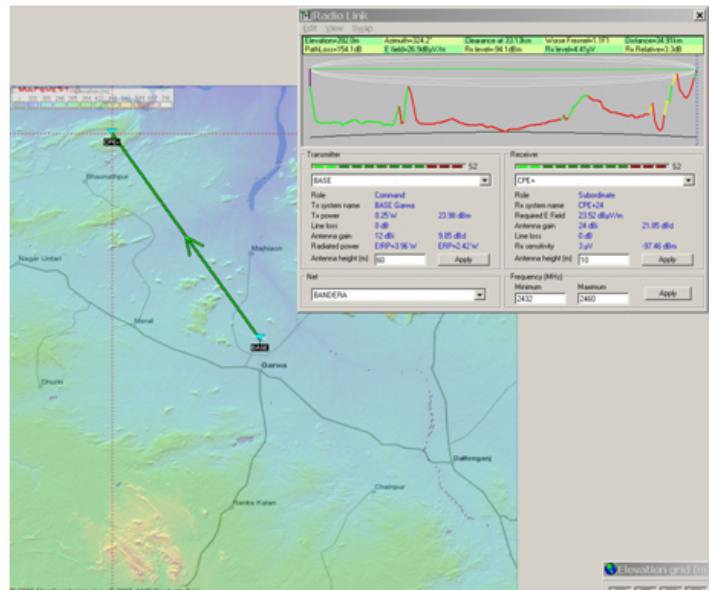 Radio Link
Edit View Swap
Elevation=392.0m Azimuth=324.2° Clearance at 33.13km Worse Fresnel=1.1F1 Distance=34.91km
PathLoss=154.1dB E field=26.9dBµV/m Rx level=-94.1dBm Rx level=4.41µV Rx Relative=3.3dB
MAPQUEST
CPE+
Bhawnathpur
Nagar Untari
Majhiaon
Meral
BASE
Garwa
Dhurki
Daltenganj
Chainpur
Ranka Kalan
Transmitter
S2
BASE
Role Command
Tx system name BASE Garwa
Tx power 0.25 W 23.98 dBm
Line loss 0 dB
Antenna gain 12 dBi 9.85 dBd
Radiated power EIRP=3.96 W ERP=2.42 W
Antenna height (m) 60 Apply
Net
BANDERA
Receiver
S2
CPE+
Role Subordinate
Rx system name CPE+24
Required E Field 23.52 dBµV/m
Antenna gain 24 dBi 21.85 dBd
Line loss 0 dB
Rx sensitivity 3 µV -97.46 dBm
Antenna height (m) 10 Apply
Frequency (MHz)
Minimum Maximum
2432 2460 Apply
Elevation grid (m